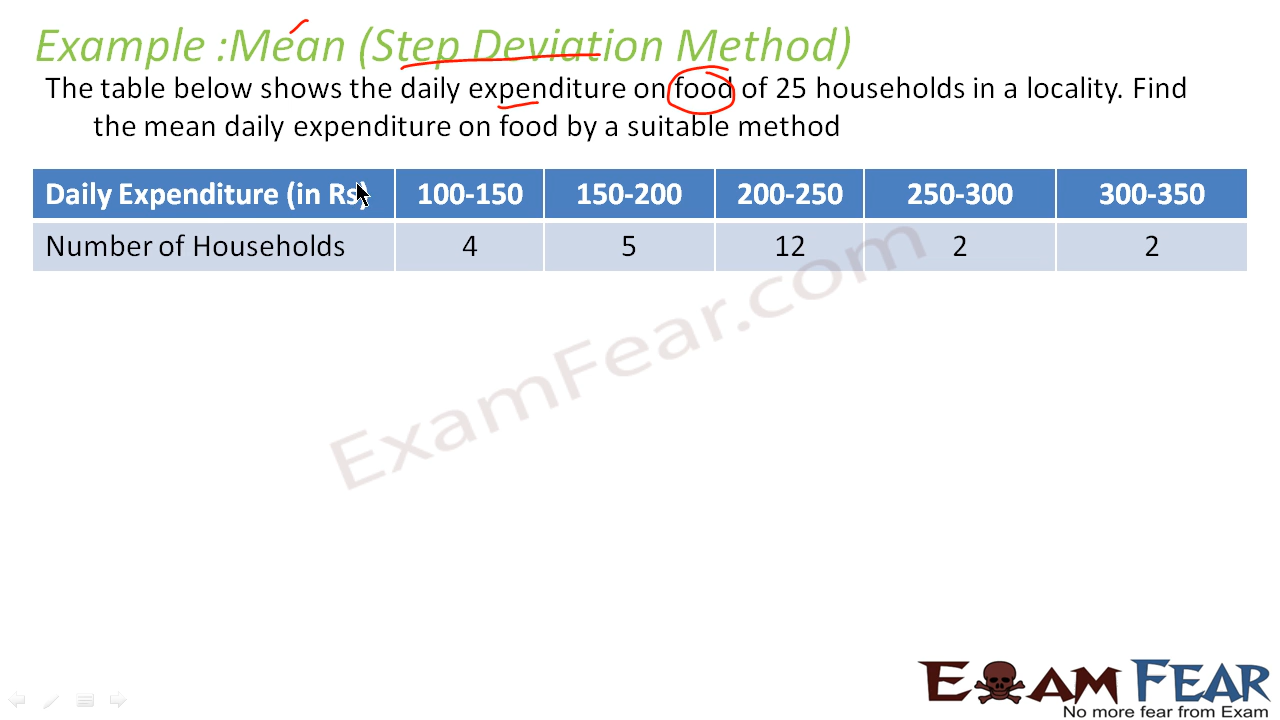 Example :Mean (Step Deviation Method)
The table below shows the daily expenditure on food of 25 households in a locality. Find
the mean daily expenditure on food by a suitable method
Daily Expenditure (in Rs) 100-150 150-200 200-250 250-300 300-350
Number of Households 4 5 12 2 2
ExamFear.com
EXAM FEAR
No more fear from Exam